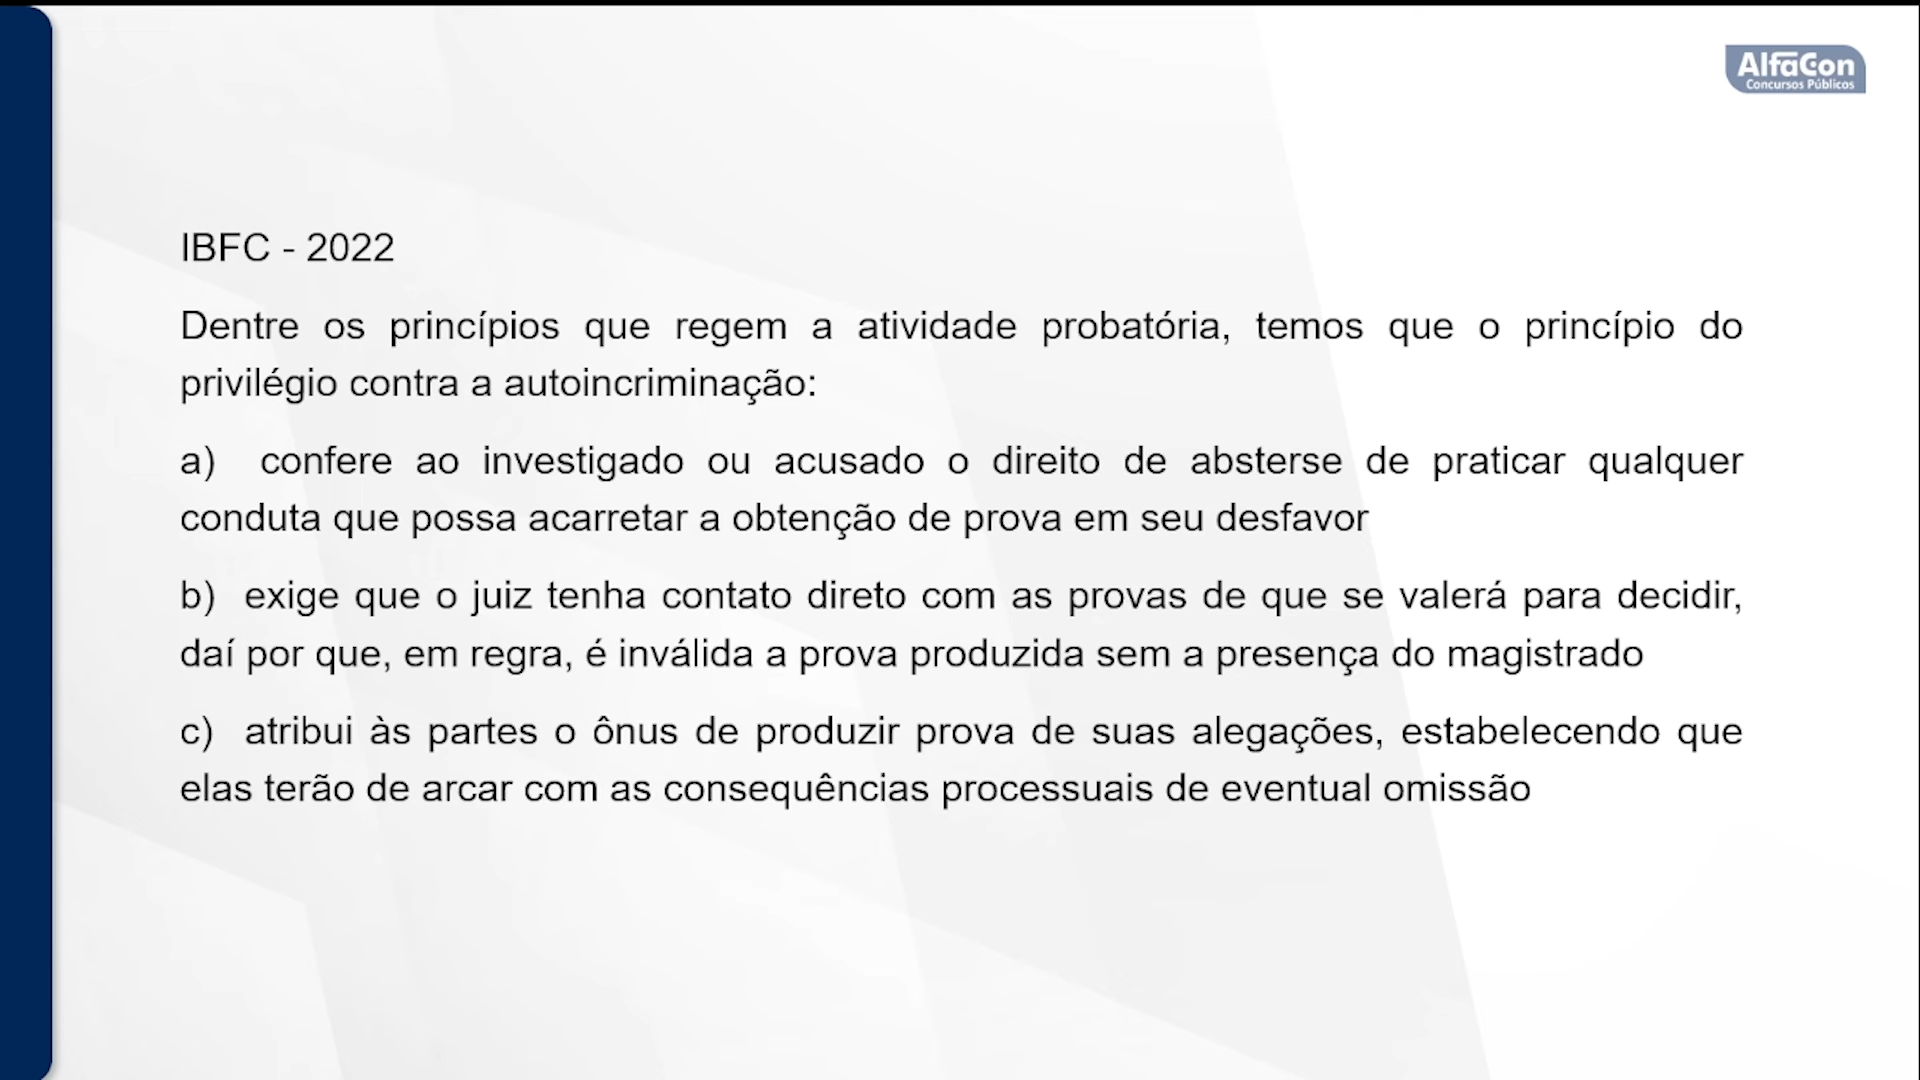 AlfaCon
Concursos Públicos
IBFC - 2022
Dentre os princípios que regem a atividade probatória, temos que o princípio do
privilégio contra a autoincriminação:
a) confere ao investigado ou acusado o direito de absterse de praticar qualquer
conduta que possa acarretar a obtenção de prova em seu desfavor
b) exige que o juiz tenha contato direto com as provas de que se valerá para decidir,
daí por que, em regra, é inválida a prova produzida sem a presença do magistrado
c) atribui às partes o ônus de produzir prova de suas alegações, estabelecendo que
elas terão de arcar com as consequências processuais de eventual omissão